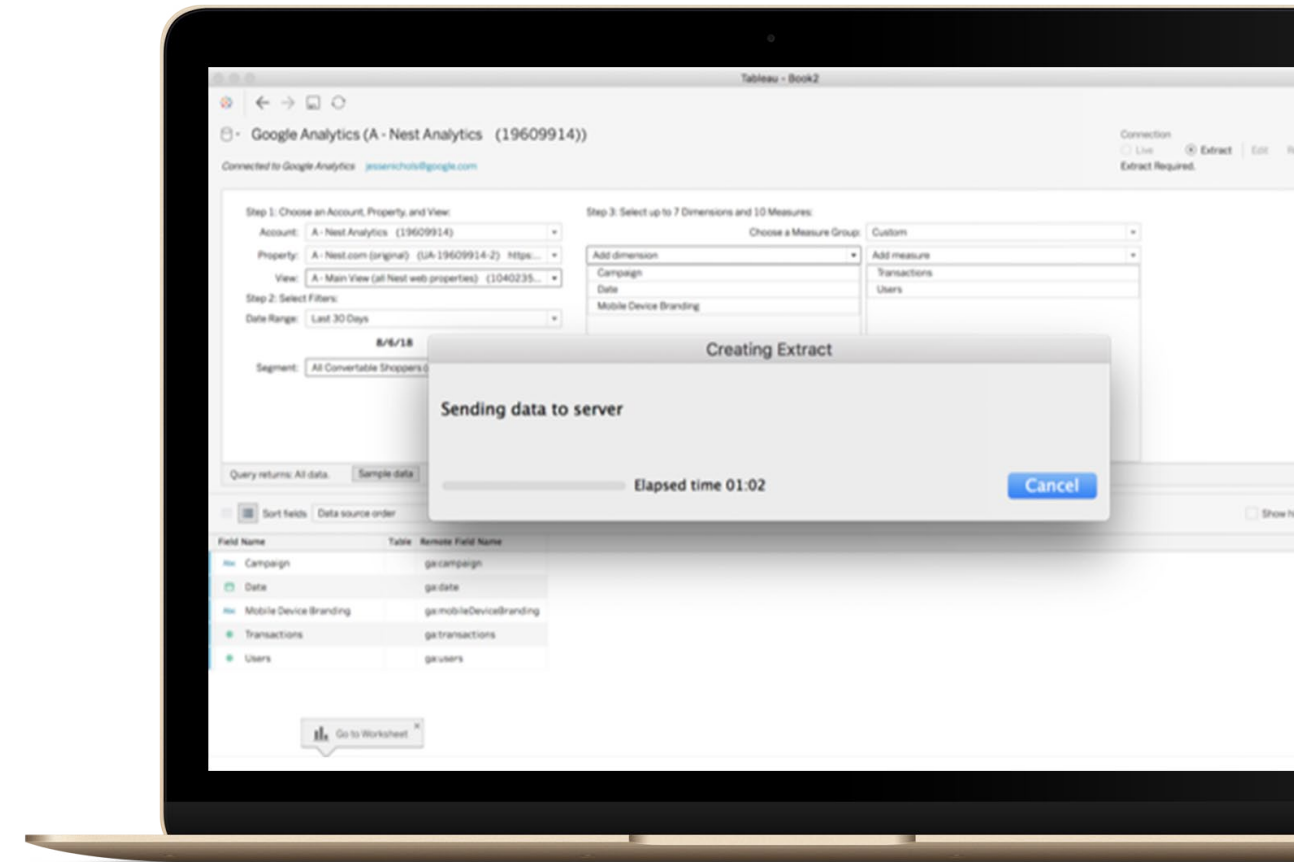 Tableau - Book2
Google Analytics (A - Nest Analytics (19609914))
Connection
Live Extract Edit
Connected to Google Analytics jessenichols@google.com
Extract Required.
Step 1: Choose an Account, Property, and View:
Step 3: Select up to 7 Dimensions and 10 Measures:
Account: A - Nest Analytics (19609914)
Choose a Measure Group: Custom
Property: A - Nest.com (original) (UA-19609914-2) https:...
Add dimension
Add measure
View: A - Main View (all Nest web properties) (1040235...
Campaign
Transactions
Date
Users
Mobile Device Branding
Step 2: Select Filters:
Date Range: Last 30 Days
8/6/18
Segment: All Convertable Shoppers
Creating Extract
Sending data to server
Elapsed time 01:02
Cancel
Query returns: All data. Sample data
Sort fields Data source order
Show
Field Name Table Remote Field Name
Abc Campaign ga:campaign
Date ga:date
Abc Mobile Device Branding ga:mobileDeviceBranding
Transactions ga:transactions
Users ga:users
Go to Worksheet